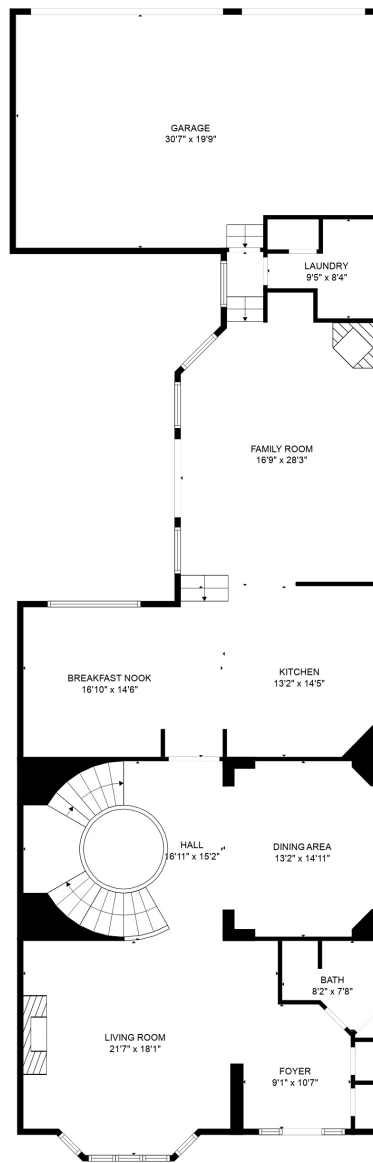 GARAGE
30'7" x 19'9"
LAUNDRY
9'5" x 8'4"
FAMILY ROOM
16'9" x 28'3"
BREAKFAST NOOK
16'10" x 14'6"
KITCHEN
13'2" x 14'5"
HALL
16'11" x 15'2"
DINING AREA
13'2" x 14'11"
BATH
8'2" x 7'8"
LIVING ROOM
21'7" x 18'1"
FOYER
9'1" x 10'7"